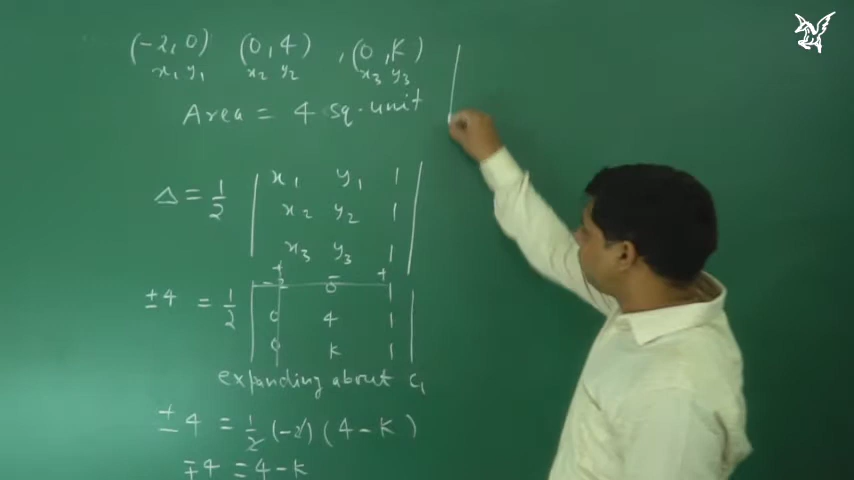 (-2, 0) (0, 4) , (0, K)
x₁ y₁ x₂ y₂ x₃ y₃
Area = 4 sq. unit
Δ = 1/2 | x₁ y₁ 1 |
x₂ y₂ 1
x₃ y₃ 1
+ - +
± 4 = 1/2 | -2 0 1 |
0 4 1
0 K 1
expanding about C₁
± 4 = 1/2 (-2) (4 - K)
∓ 4 = 4 - K